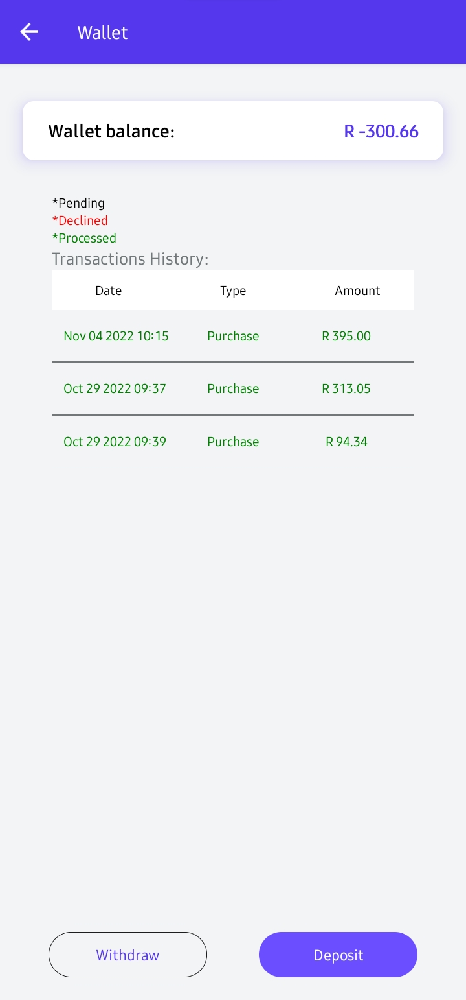 Wallet
Wallet balance: R -300.66
*Pending
*Declined
*Processed
Transactions History:
Date Type Amount
Nov 04 2022 10:15 Purchase R 395.00
Oct 29 2022 09:37 Purchase R 313.05
Oct 29 2022 09:39 Purchase R 94.34
Withdraw Deposit